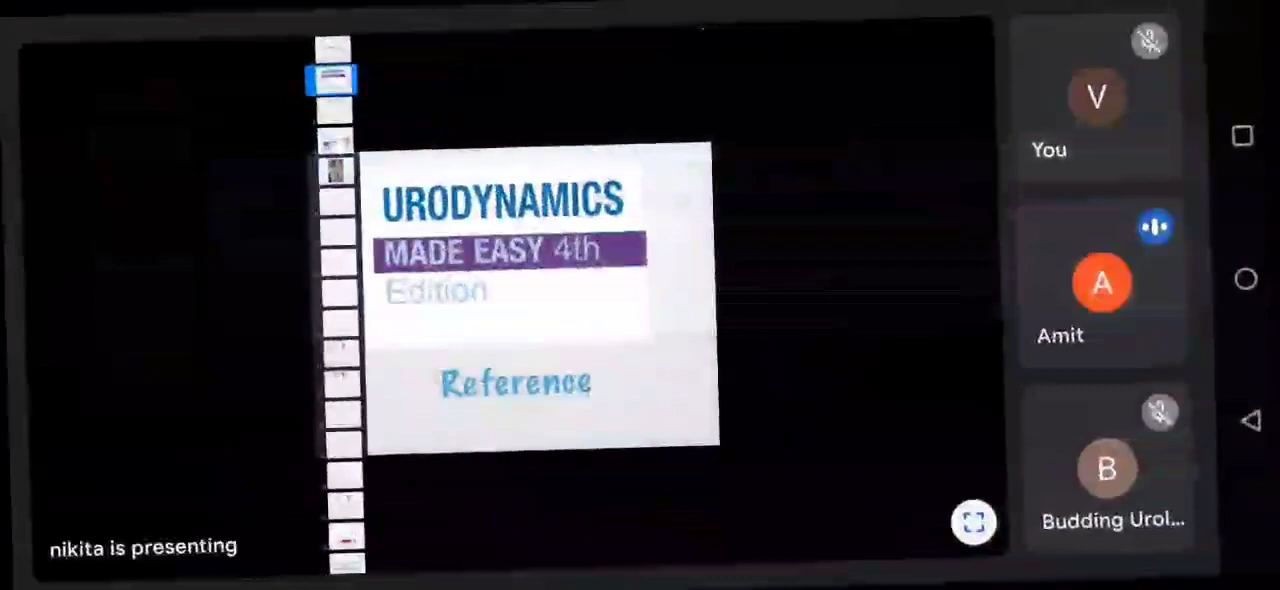 URODYNAMICS
MADE EASY 4th
Edition
Reference
nikita is presenting
V
You
A
Amit
B
Budding Urol...